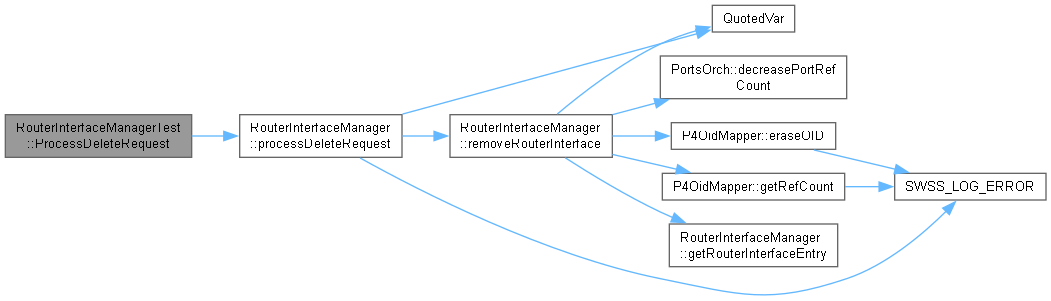 RouterInterfaceManagerTest
::ProcessDeleteRequest
RouterInterfaceManager
::processDeleteRequest
RouterInterfaceManager
::removeRouterInterface
QuotedVar
PortsOrch::decreasePortRef
Count
P4OidMapper::eraseOID
P4OidMapper::getRefCount
RouterInterfaceManager
::getRouterInterfaceEntry
SWSS_LOG_ERROR